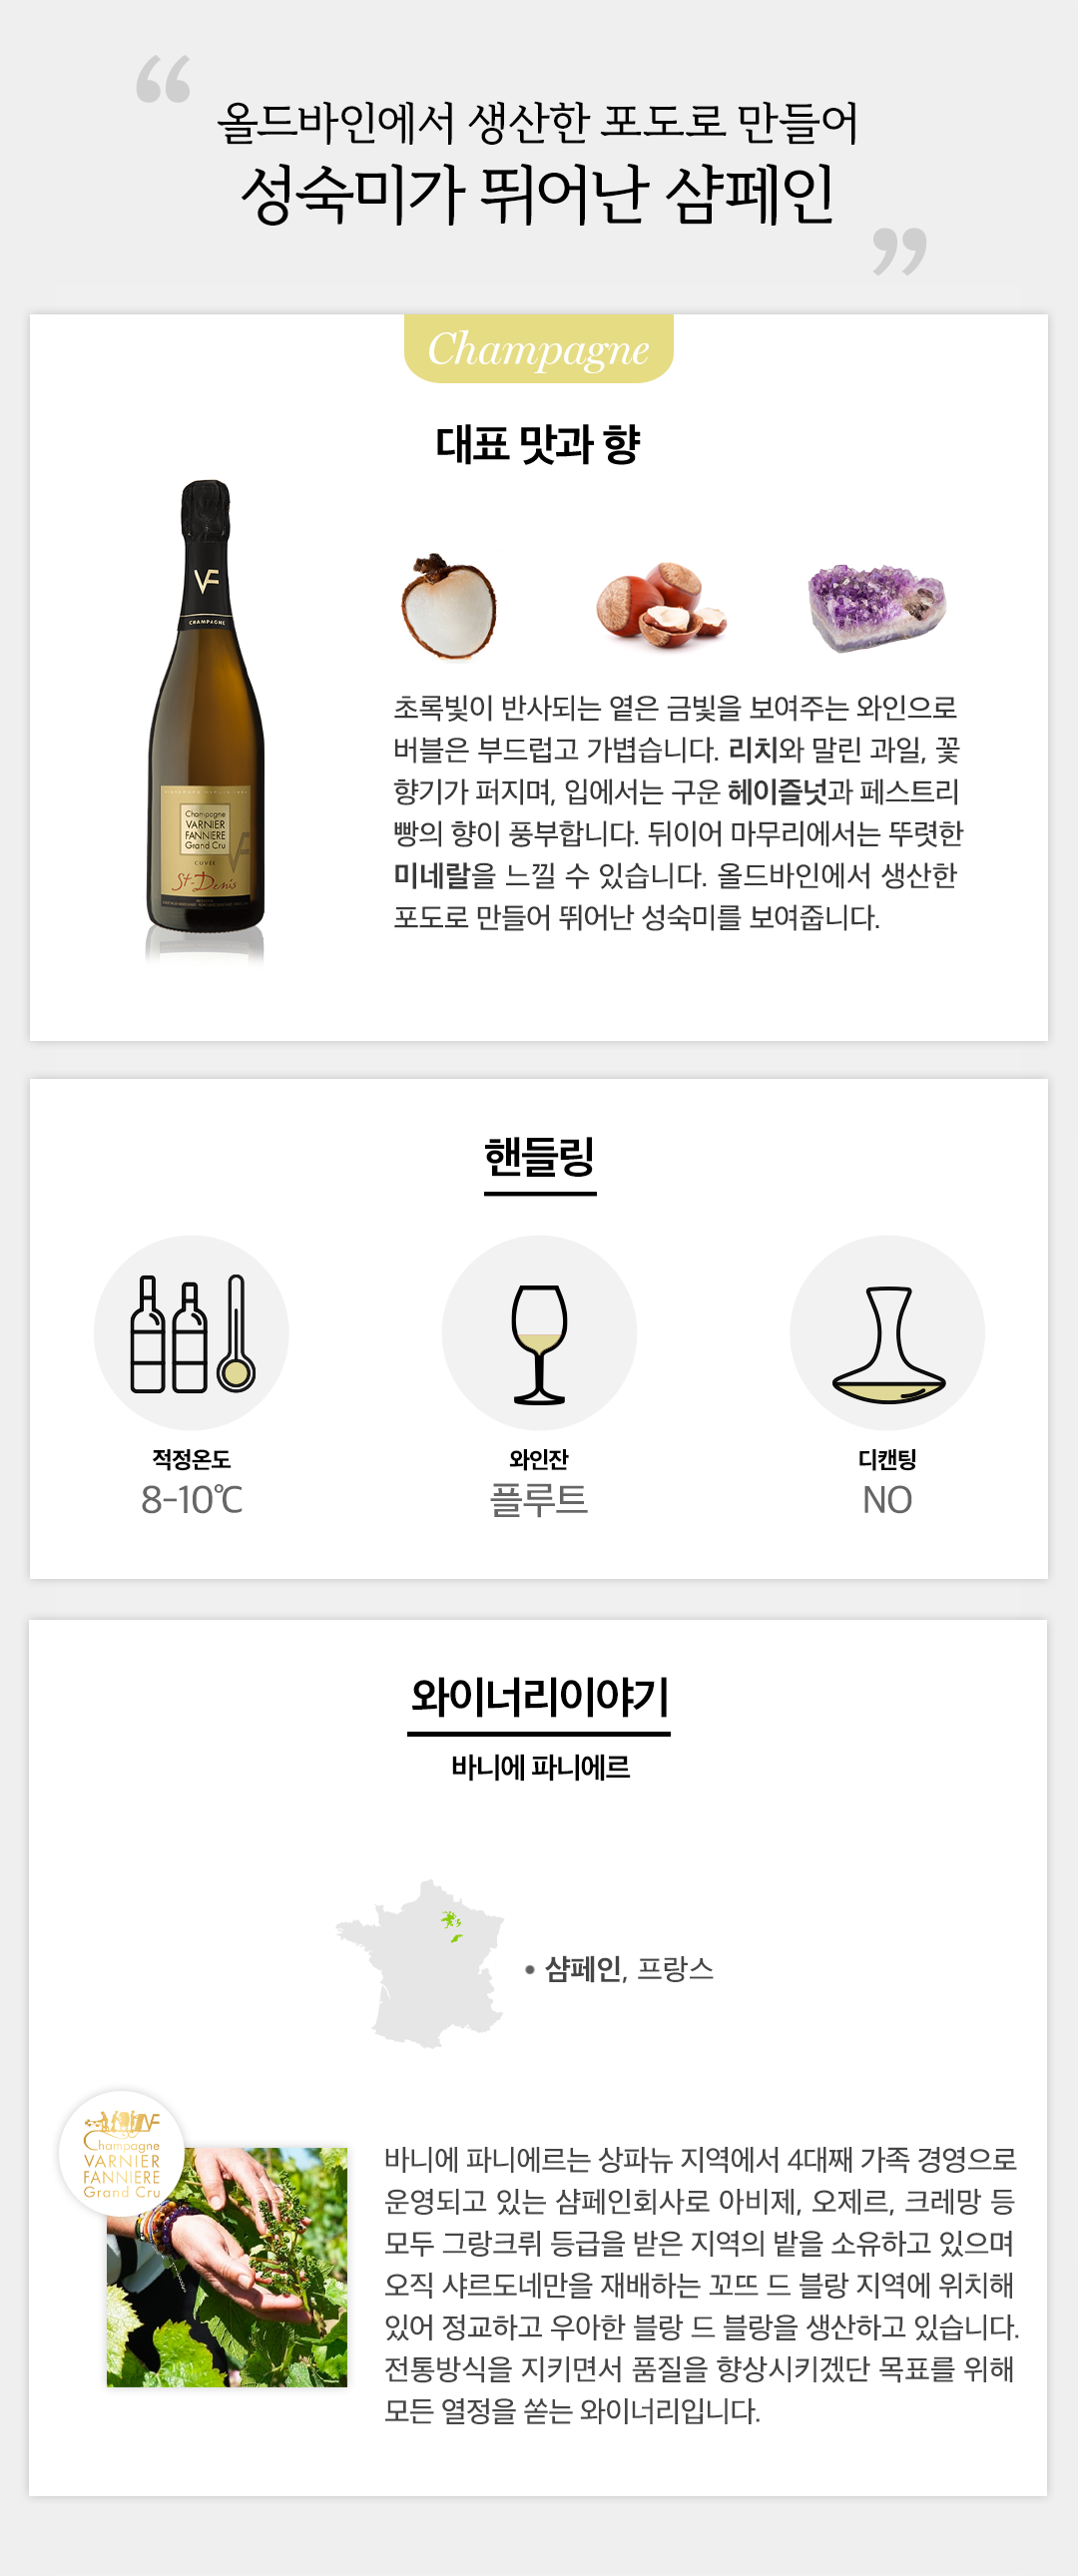 “
올드바인에서 생산한 포도로 만들어
성숙미가 뛰어난 샴페인
”
Champagne
대표 맛과 향
VF
CHAMPAGNE
Champagne
VARNIER
FANNIERE
Grand Cru
CUVÉE
St-Denis
초록빛이 반사되는 옅은 금빛을 보여주는 와인으로
버블은 부드럽고 가볍습니다. 리치와 말린 과일, 꽃
향기가 퍼지며, 입에서는 구운 헤이즐넛과 페스트리
빵의 향이 풍부합니다. 뒤이어 마무리에서는 뚜렷한
미네랄을 느낄 수 있습니다. 올드바인에서 생산한
포도로 만들어 뛰어난 성숙미를 보여줍니다.
핸들링
적정온도
8-10℃
와인잔
플루트
디캔팅
NO
와이너리이야기
바니에 파니에르
• 샴페인, 프랑스
Champagne
VARNIER
FANNIERE
Grand Cru
바니에 파니에르는 상파뉴 지역에서 4대째 가족 경영으로
운영되고 있는 샴페인회사로 아비제, 오제르, 크레망 등
모두 그랑크뤼 등급을 받은 지역의 밭을 소유하고 있으며
오직 샤르도네만을 재배하는 꼬뜨 드 블랑 지역에 위치해
있어 정교하고 우아한 블랑 드 블랑을 생산하고 있습니다.
전통방식을 지키면서 품질을 향상시키겠단 목표를 위해
모든 열정을 쏟는 와이너리입니다.